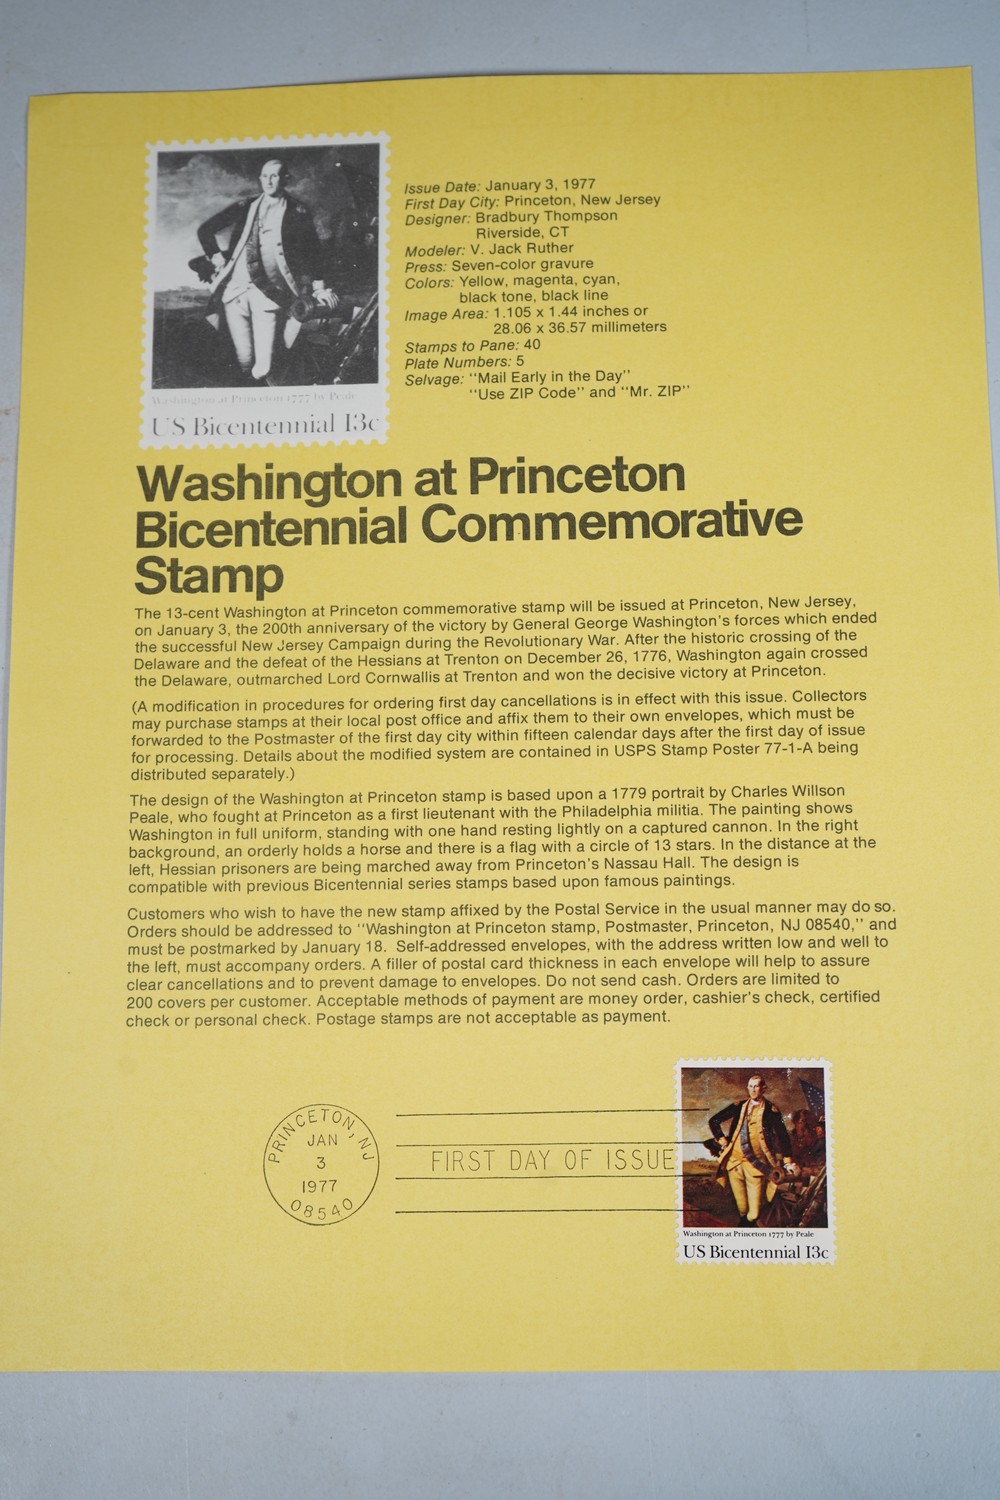 Washington at Princeton 1777 by Peale
US Bicentennial 13c
Issue Date: January 3, 1977
First Day City: Princeton, New Jersey
Designer: Bradbury Thompson
Riverside, CT
Modeler: V. Jack Ruther
Press: Seven-color gravure
Colors: Yellow, magenta, cyan,
black tone, black line
Image Area: 1.105 x 1.44 inches or
28.06 x 36.57 millimeters
Stamps to Pane: 40
Plate Numbers: 5
Selvage: "Mail Early in the Day"
"Use ZIP Code" and "Mr. ZIP"
Washington at Princeton
Bicentennial Commemorative
Stamp
The 13-cent Washington at Princeton commemorative stamp will be issued at Princeton, New Jersey,
on January 3, the 200th anniversary of the victory by General George Washington's forces which ended
the successful New Jersey Campaign during the Revolutionary War. After the historic crossing of the
Delaware and the defeat of the Hessians at Trenton on December 26, 1776, Washington again crossed
the Delaware, outmarched Lord Cornwallis at Trenton and won the decisive victory at Princeton.
(A modification in procedures for ordering first day cancellations is in effect with this issue. Collectors
may purchase stamps at their local post office and affix them to their own envelopes, which must be
forwarded to the Postmaster of the first day city within fifteen calendar days after the first day of issue
for processing. Details about the modified system are contained in USPS Stamp Poster 77-1-A being
distributed separately.)
The design of the Washington at Princeton stamp is based upon a 1779 portrait by Charles Willson
Peale, who fought at Princeton as a first lieutenant with the Philadelphia militia. The painting shows
Washington in full uniform, standing with one hand resting lightly on a captured cannon. In the right
background, an orderly holds a horse and there is a flag with a circle of 13 stars. In the distance at the
left, Hessian prisoners are being marched away from Princeton's Nassau Hall. The design is
compatible with previous Bicentennial series stamps based upon famous paintings.
Customers who wish to have the new stamp affixed by the Postal Service in the usual manner may do so.
Orders should be addressed to "Washington at Princeton stamp, Postmaster, Princeton, NJ 08540," and
must be postmarked by January 18. Self-addressed envelopes, with the address written low and well to
the left, must accompany orders. A filler of postal card thickness in each envelope will help to assure
clear cancellations and to prevent damage to envelopes. Do not send cash. Orders are limited to
200 covers per customer. Acceptable methods of payment are money order, cashier's check, certified
check or personal check. Postage stamps are not acceptable as payment.
PRINCETON, NJ
JAN
3
1977
08540
FIRST DAY OF ISSUE
Washington at Princeton 1777 by Peale
US Bicentennial 13c